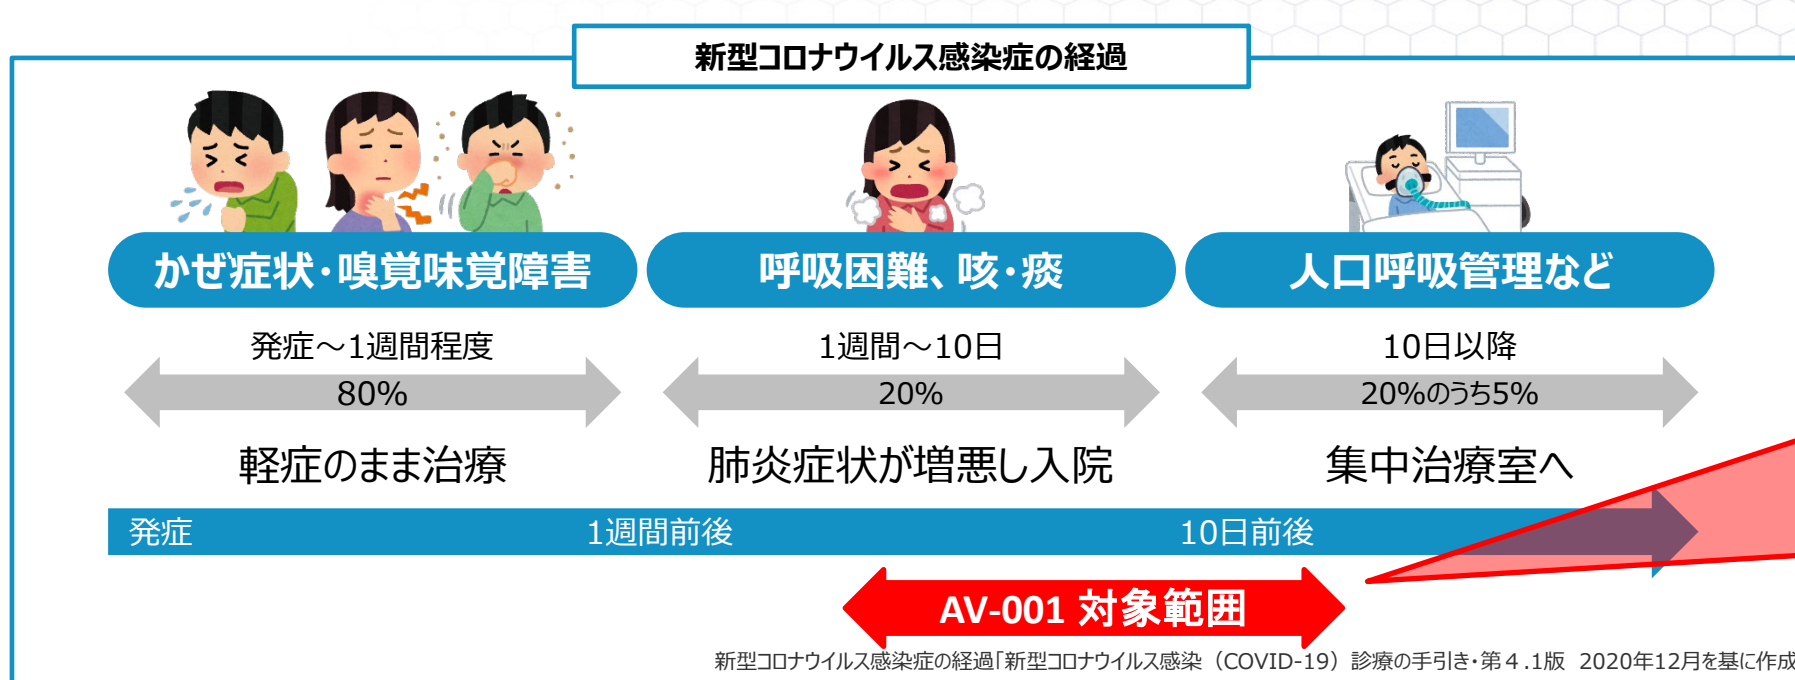 新型コロナウイルス感染症の経過
かぜ症状・嗅覚味覚障害
呼吸困難、咳・痰
人口呼吸管理など
発症～1週間程度
1週間～10日
10日以降
80%
20%
20%のうち5%
軽症のまま治療
肺炎症状が増悪し入院
集中治療室へ
発症
1週間前後
10日前後
AV-001 対象範囲
新型コロナウイルス感染症の経過「新型コロナウイルス感染（COVID-19）診療の手引き・第４.1版 2020年12月を基に作成